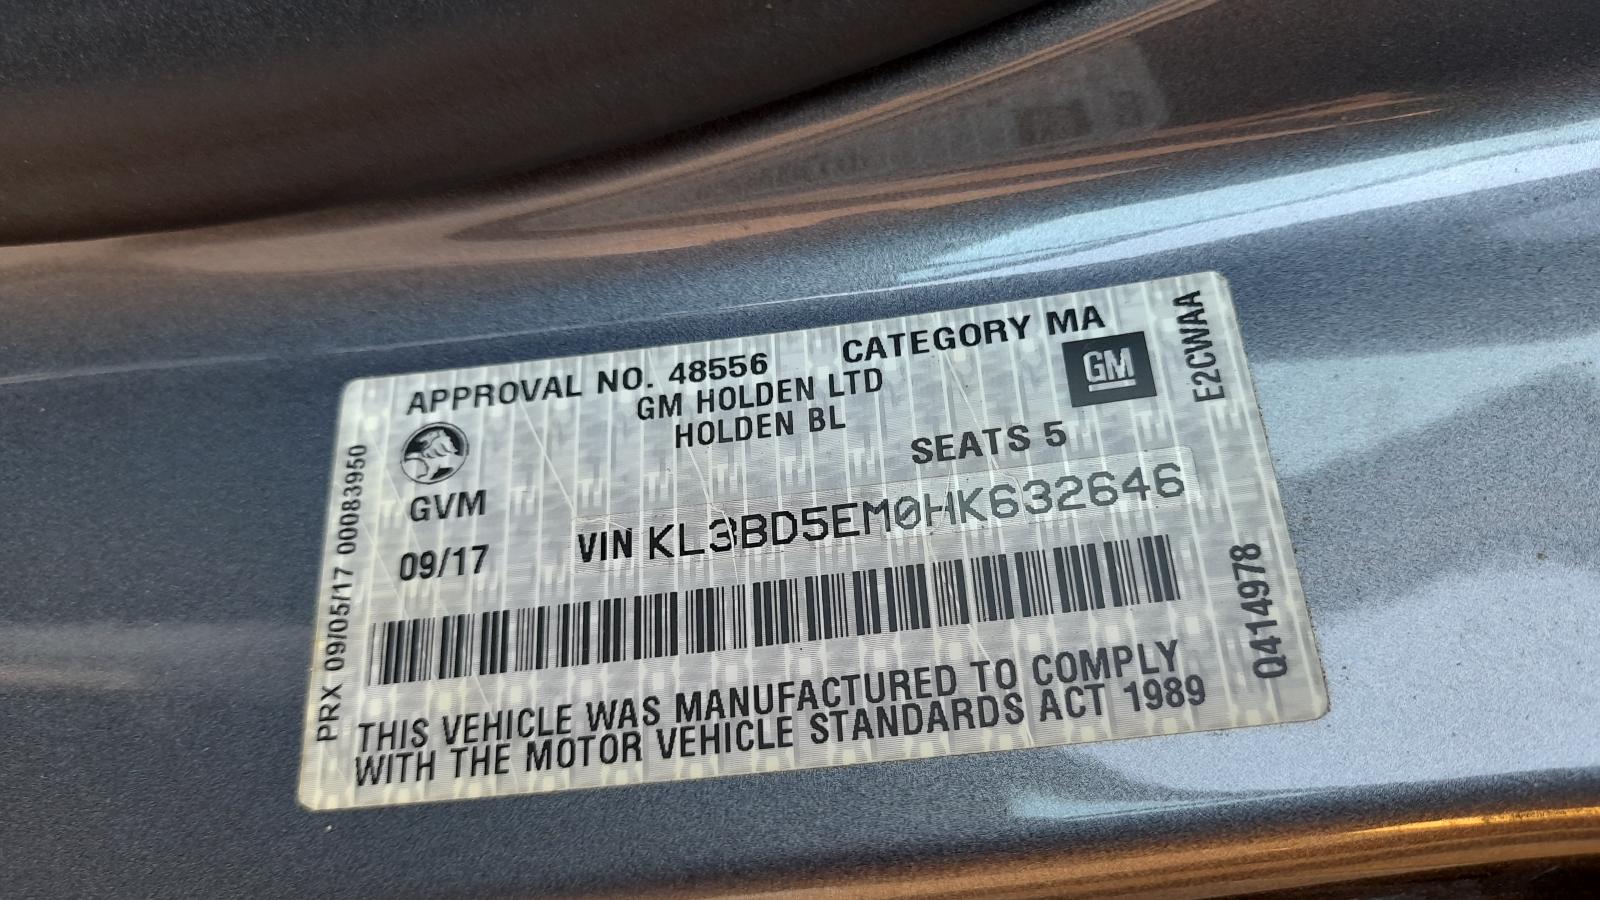 APPROVAL NO. 48556 CATEGORY MA
GM HOLDEN LTD
HOLDEN BL
GM
SEATS 5
GVM
VIN KL3BD5EM0HK632646
09/17
THIS VEHICLE WAS MANUFACTURED TO COMPLY
WITH THE MOTOR VEHICLE STANDARDS ACT 1989
PRX 09/05/17 00083950
E2CWAA
Q414978